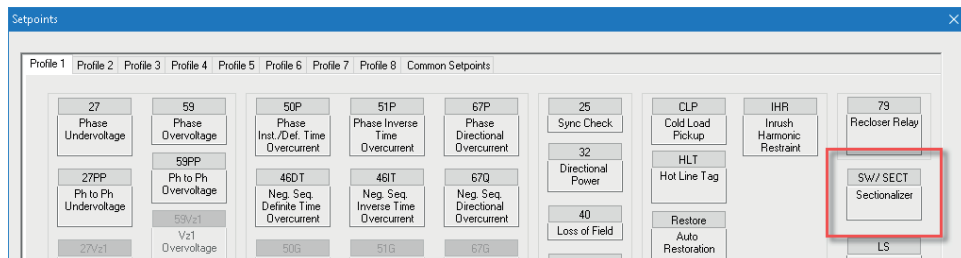 Setpoints
Profile 1 Profile 2 Profile 3 Profile 4 Profile 5 Profile 6 Profile 7 Profile 8 Common Setpoints
27
Phase
Undervoltage
27PP
Ph to Ph
Undervoltage
27Vz1
59
Phase
Overvoltage
59PP
Ph to Ph
Overvoltage
59Vz1
Vz1
Overvoltage
50P
Phase
Inst./Def. Time
Overcurrent
46DT
Neg. Seq.
Definite Time
Overcurrent
50G
51P
Phase Inverse
Time
Overcurrent
46IT
Neg. Seq.
Inverse Time
Overcurrent
51G
67P
Phase
Directional
Overcurrent
67Q
Neg. Seq.
Directional
Overcurrent
67G
25
Sync Check
32
Directional
Power
40
Loss of Field
CLP
Cold Load
Pickup
HLT
Hot Line Tag
Restore
Auto
Restoration
IHR
Inrush
Harmonic
Restraint
79
Recloser Relay
SW/SECT
Sectionalizer
LS